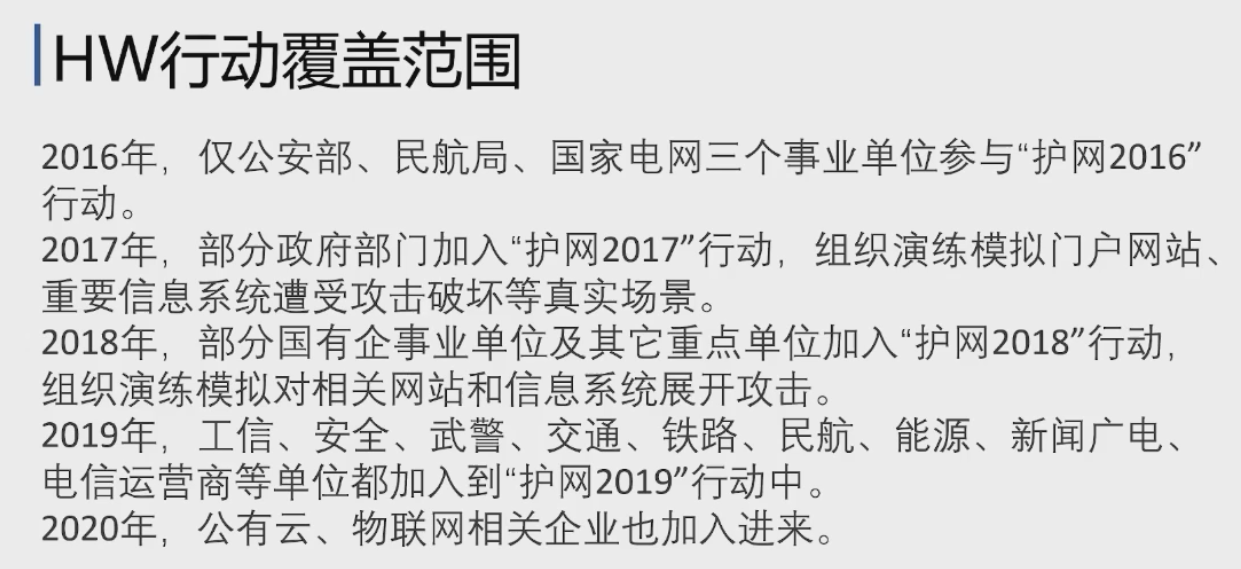 HW行动覆盖范围
2016年，仅公安部、民航局、国家电网三个事业单位参与“护网2016”
行动。
2017年，部分政府部门加入“护网2017”行动，组织演练模拟门户网站、
重要信息系统遭受攻击破坏等真实场景。
2018年，部分国有企事业单位及其它重点单位加入“护网2018”行动，
组织演练模拟对相关网站和信息系统展开攻击。
2019年，工信、安全、武警、交通、铁路、民航、能源、新闻广电、
电信运营商等单位都加入到“护网2019”行动中。
2020年，公有云、物联网相关企业也加入进来。